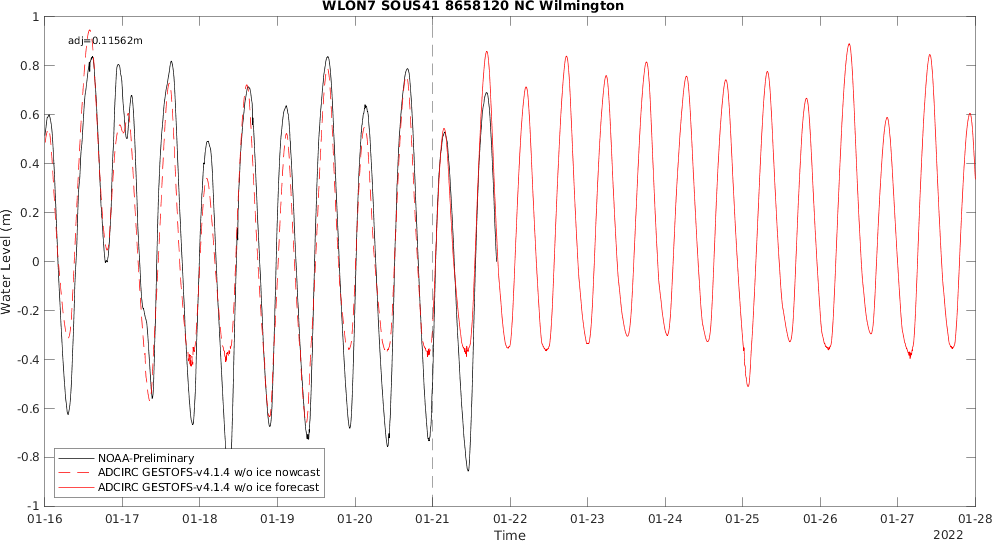 WLON7 SOUS41 8658120 NC Wilmington
adj=0.11562m
Water Level (m)
1
0.8
0.6
0.4
0.2
0
-0.2
-0.4
-0.6
-0.8
-1
NOAA-Preliminary
ADCIRC GESTOFS-v4.1.4 w/o ice nowcast
ADCIRC GESTOFS-v4.1.4 w/o ice forecast
01-16 01-17 01-18 01-19 01-20 01-21 01-22 01-23 01-24 01-25 01-26 01-27 01-28
Time
2022